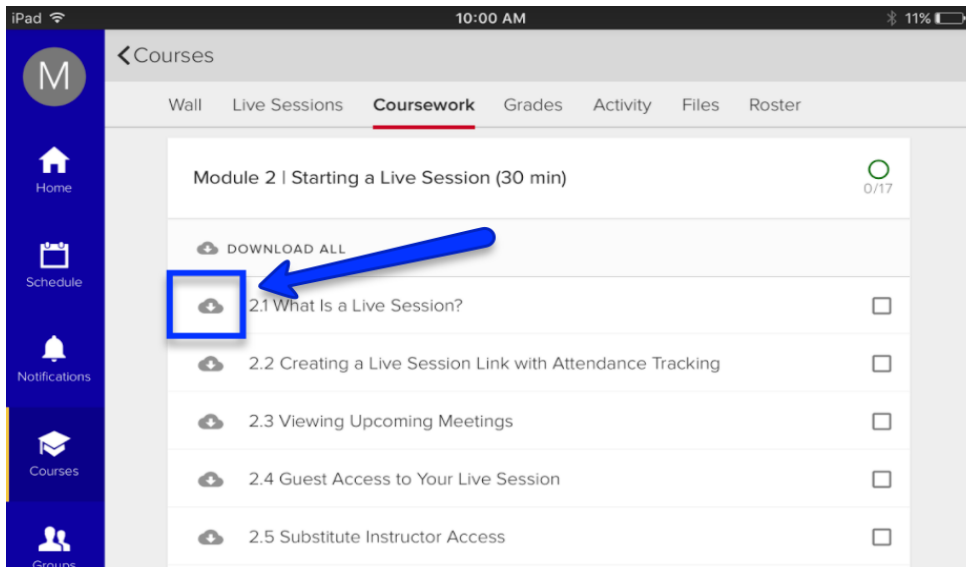 iPad 10:00 AM 11%
M
Courses
Wall Live Sessions Coursework Grades Activity Files Roster
Module 2 | Starting a Live Session (30 min)
0/17
Home
DOWNLOAD ALL
Schedule
2.1 What Is a Live Session?
2.2 Creating a Live Session Link with Attendance Tracking
Notifications
2.3 Viewing Upcoming Meetings
Courses
2.4 Guest Access to Your Live Session
2.5 Substitute Instructor Access
Groups